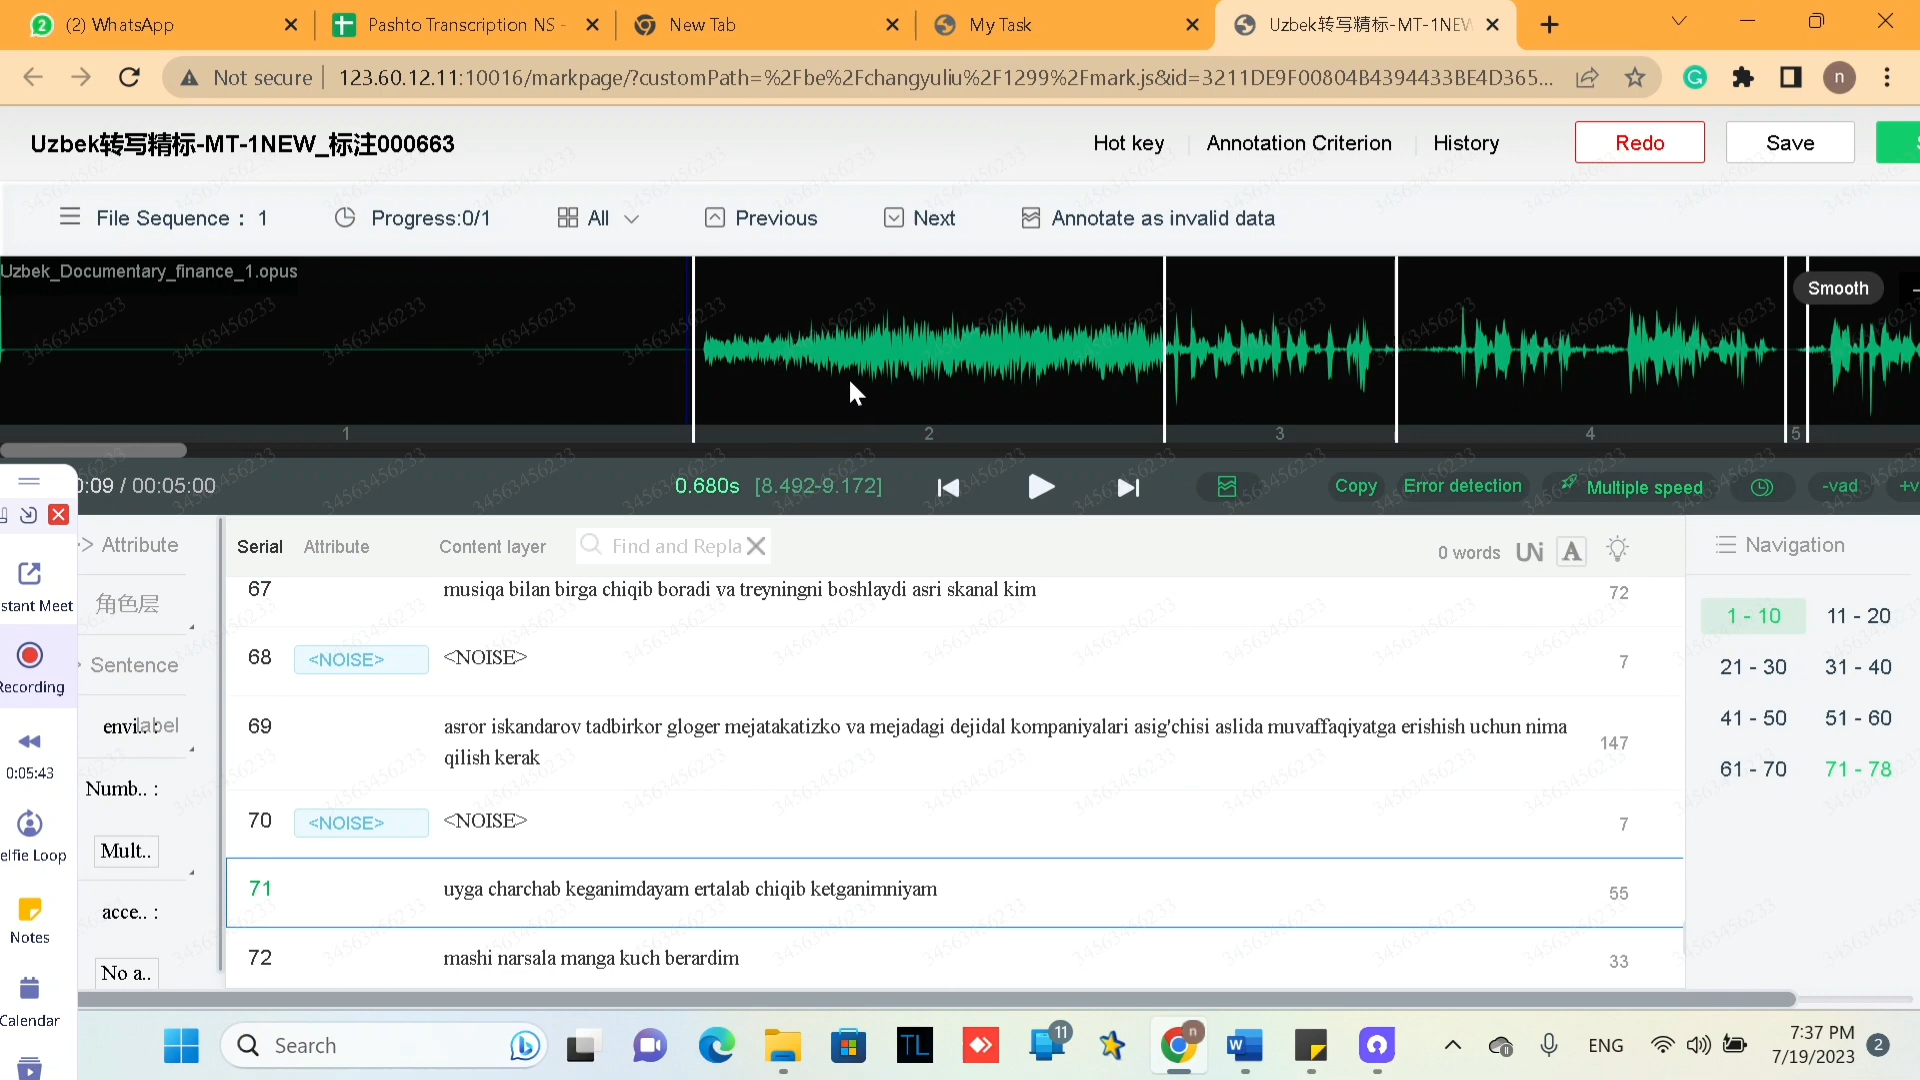 (2) WhatsApp
Pashto Transcription NS -
New Tab
My Task
Uzbek转写精标-MT-1NEW
Not secure
123.60.12.11:10016/markpage/?customPath=%2Fbe%2Fchangyuliu%2F1299%2Fmark.js&id=3211DE9F00804B4394433BE4D365...
n
Uzbek转写精标-MT-1NEW_标注000663
Hot key
Annotation Criterion
History
Redo
Save
File Sequence : 1
Progress:0/1
All
Previous
Next
Annotate as invalid data
Uzbek_Documentary_finance_1.opus
Smooth
1
2
3
4
5
0:09 / 00:05:00
0.680s [8.492-9.172]
Copy
Error detection
Multiple speed
-vad
+v
Attribute
Serial
Attribute
Content layer
Find and Repla
0 words
UN
A
Navigation
67
musiqa bilan birga chiqib boradi va treyningni boshlaydi asri skanal kim
72
角色层
1 - 10
11 - 20
68
<NOISE>
<NOISE>
7
Sentence
21 - 30
31 - 40
69
asror iskandarov tadbirkor gloger mejatakatizko va mejadagi dejidal kompaniyalari asig'chisi aslida muvaffaqiyatga erishish uchun nima
qilish kerak
147
envi.. :
label
41 - 50
51 - 60
Numb.. :
61 - 70
71 - 78
70
<NOISE>
<NOISE>
7
Mult..
71
uyga charchab keganimdayam ertalab chiqib ketganimniyam
55
acce.. :
72
mashi narsala manga kuch berardim
33
No a..
stant Meet
Recording
0:05:43
elfie Loop
Notes
Calendar
Search
TL
11
n
W
ENG
7:37 PM
7/19/2023
2
34563456233